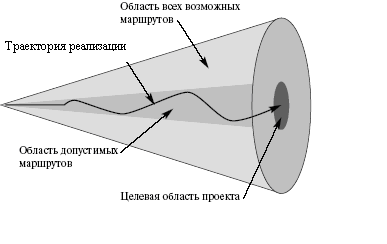 Область всех возможных
маршрутов
Траектория реализации
Область допустимых
маршрутов
Целевая область проекта